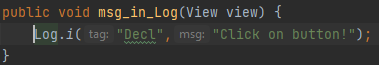 public void msg_in_Log(View view) {
    Log.i( tag: "Decl", msg: "Click on button!");
}